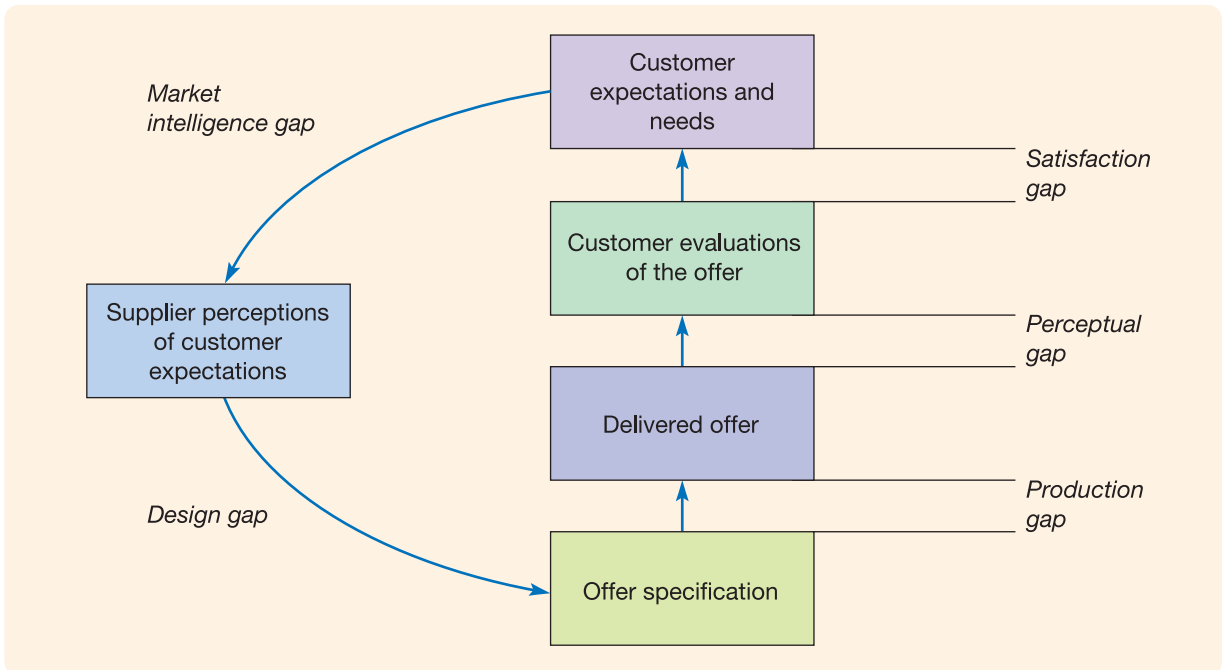 Customer
expectations and
needs
Market
intelligence gap
Satisfaction
gap
Customer evaluations
of the offer
Supplier perceptions
of customer
expectations
Perceptual
gap
Delivered offer
Production
gap
Design gap
Offer specification